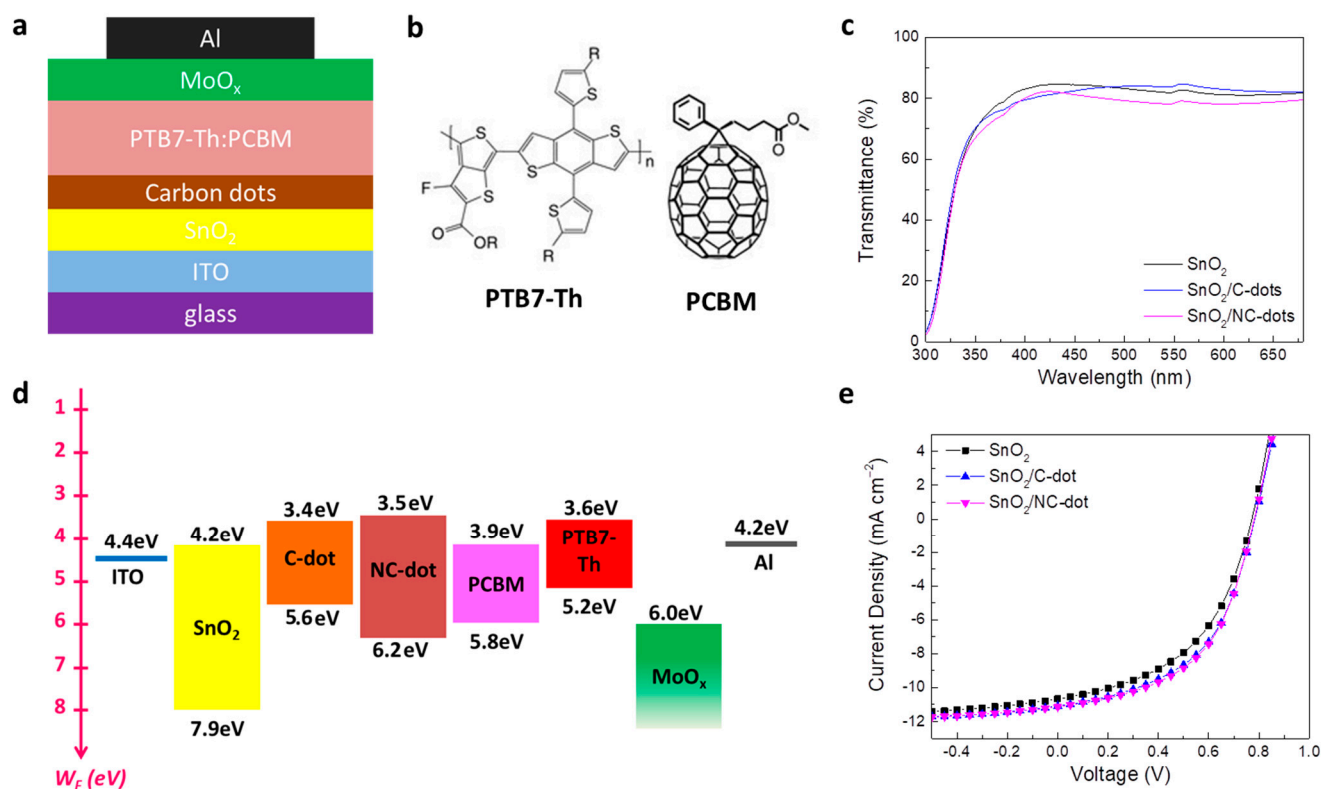 a
Al
MoOₓ
PTB7-Th:PCBM
Carbon dots
SnO₂
ITO
glass
b
R
S
S
S
n
F
S
S
S
O
OR
R
PTB7-Th
O
O
PCBM
c
Transmittance (%)
100
80
60
40
20
0
SnO₂
SnO₂/C-dots
SnO₂/NC-dots
300 350 400 450 500 550 600 650
Wavelength (nm)
d
1
2
3
4
5
6
7
8
W_F (eV)
4.4eV
ITO
4.2eV
SnO₂
7.9eV
3.4eV
C-dot
5.6eV
3.5eV
NC-dot
6.2eV
3.9eV
PCBM
5.8eV
3.6eV
PTB7-
Th
5.2eV
6.0eV
MoOₓ
4.2eV
Al
e
Current Density (mA cm⁻²)
4
2
0
-2
-4
-6
-8
-10
-12
SnO₂
SnO₂/C-dot
SnO₂/NC-dot
-0.4 -0.2 0.0 0.2 0.4 0.6 0.8 1.0
Voltage (V)